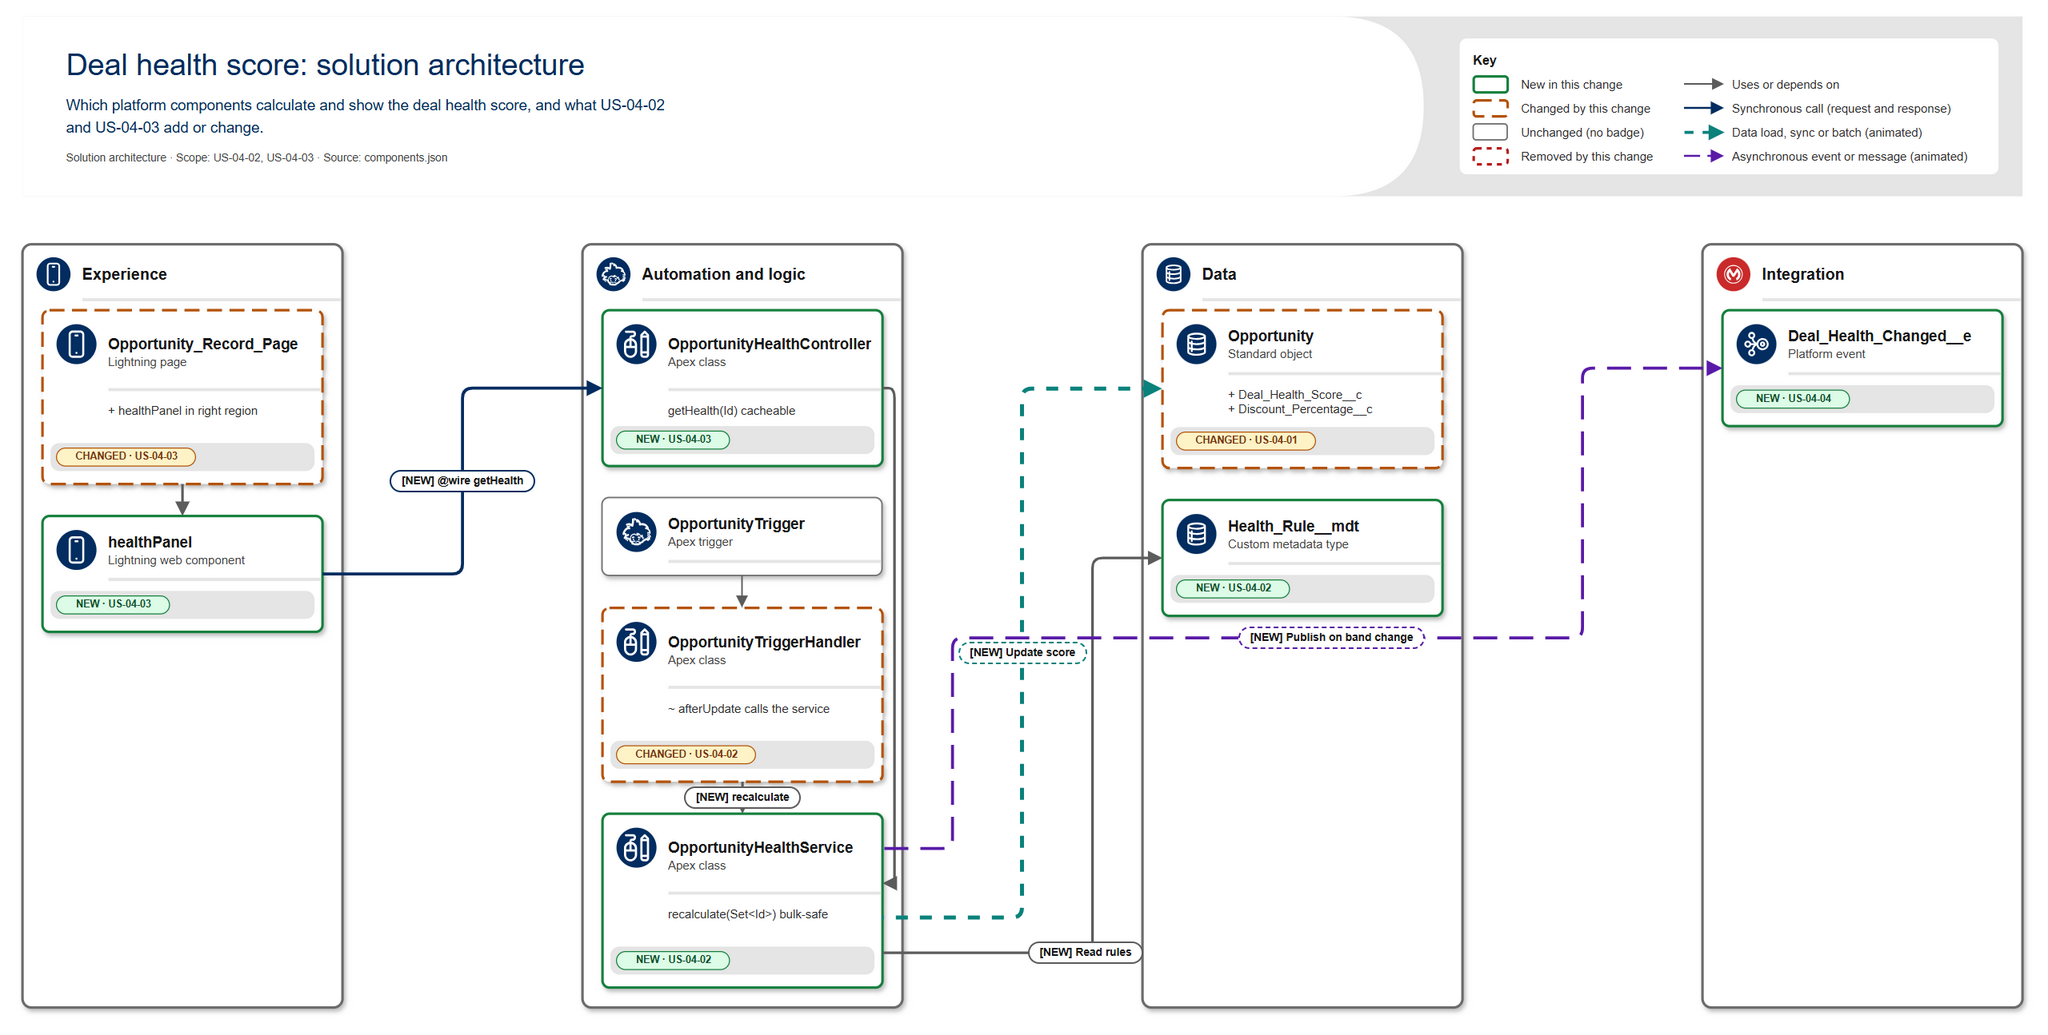 Deal health score: solution architecture
Which platform components calculate and show the deal health score, and what US-04-02
and US-04-03 add or change.
Solution architecture · Scope: US-04-02, US-04-03 · Source: components.json
Key
New in this change
Changed by this change
Unchanged (no badge)
Removed by this change
Uses or depends on
Synchronous call (request and response)
Data load, sync or batch (animated)
Asynchronous event or message (animated)
Experience
Opportunity_Record_Page
Lightning page
+ healthPanel in right region
CHANGED · US-04-03
healthPanel
Lightning web component
NEW · US-04-03
[NEW] @wire getHealth
Automation and logic
OpportunityHealthController
Apex class
getHealth(Id) cacheable
NEW · US-04-03
OpportunityTrigger
Apex trigger
OpportunityTriggerHandler
Apex class
~ afterUpdate calls the service
CHANGED · US-04-02
[NEW] recalculate
OpportunityHealthService
Apex class
recalculate(Set<Id>) bulk-safe
NEW · US-04-02
[NEW] Update score
[NEW] Read rules
Data
Opportunity
Standard object
+ Deal_Health_Score__c
+ Discount_Percentage__c
CHANGED · US-04-01
Health_Rule__mdt
Custom metadata type
NEW · US-04-02
[NEW] Publish on band change
Integration
Deal_Health_Changed__e
Platform event
NEW · US-04-04